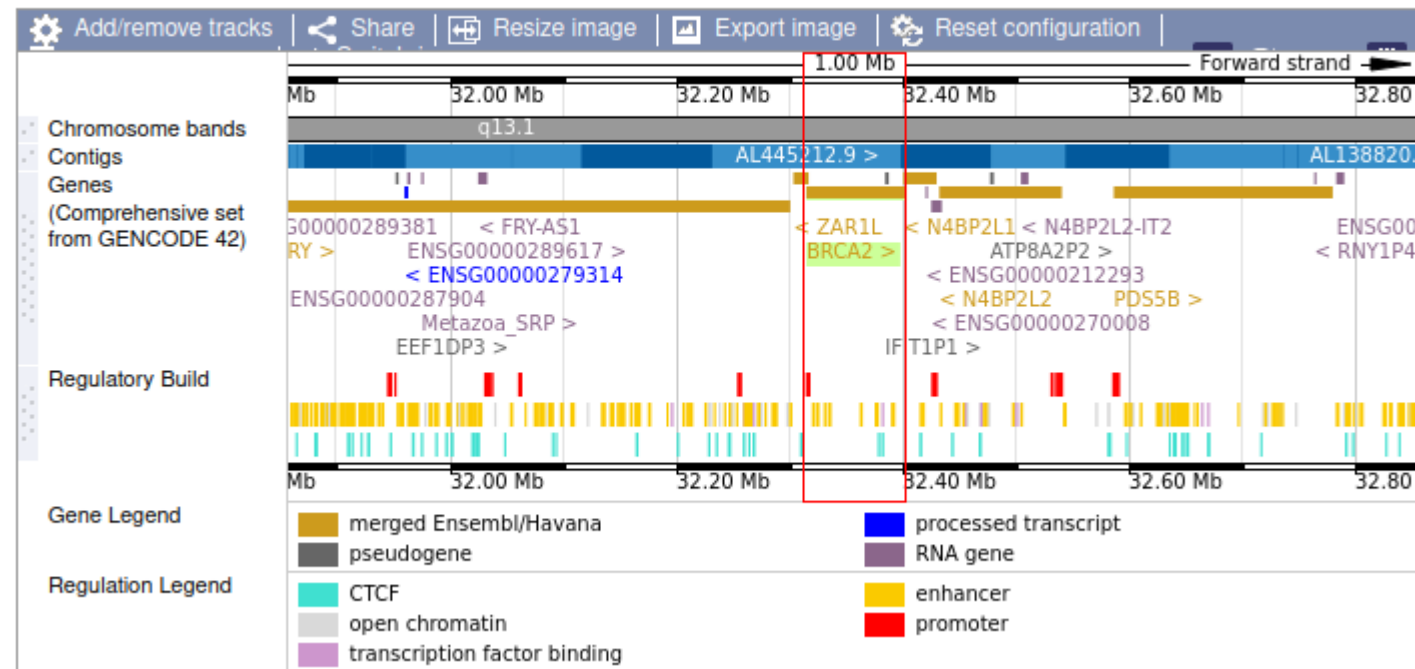 Add/remove tracks Share Resize image Export image Reset configuration
1.00 Mb Forward strand
Mb 32.00 Mb 32.20 Mb 32.40 Mb 32.60 Mb 32.80
Chromosome bands q13.1
Contigs AL445212.9 > AL138820.
Genes
(Comprehensive set
from GENCODE 42)
G00000289381 < FRY-AS1 < ZAR1L < N4BP2L1 < N4BP2L2-IT2 ENSG00
RY > ENSG00000289617 > BRCA2 > ATP8A2P2 > < RNY1P4
< ENSG00000279314 < ENSG00000212293
ENSG00000287904 < N4BP2L2 PDS5B >
Metazoa_SRP > < ENSG00000270008
EEF1DP3 > IFIT1P1 >
Regulatory Build
Mb 32.00 Mb 32.20 Mb 32.40 Mb 32.60 Mb 32.80
Gene Legend
merged Ensembl/Havana processed transcript
pseudogene RNA gene
Regulation Legend
CTCF enhancer
open chromatin promoter
transcription factor binding